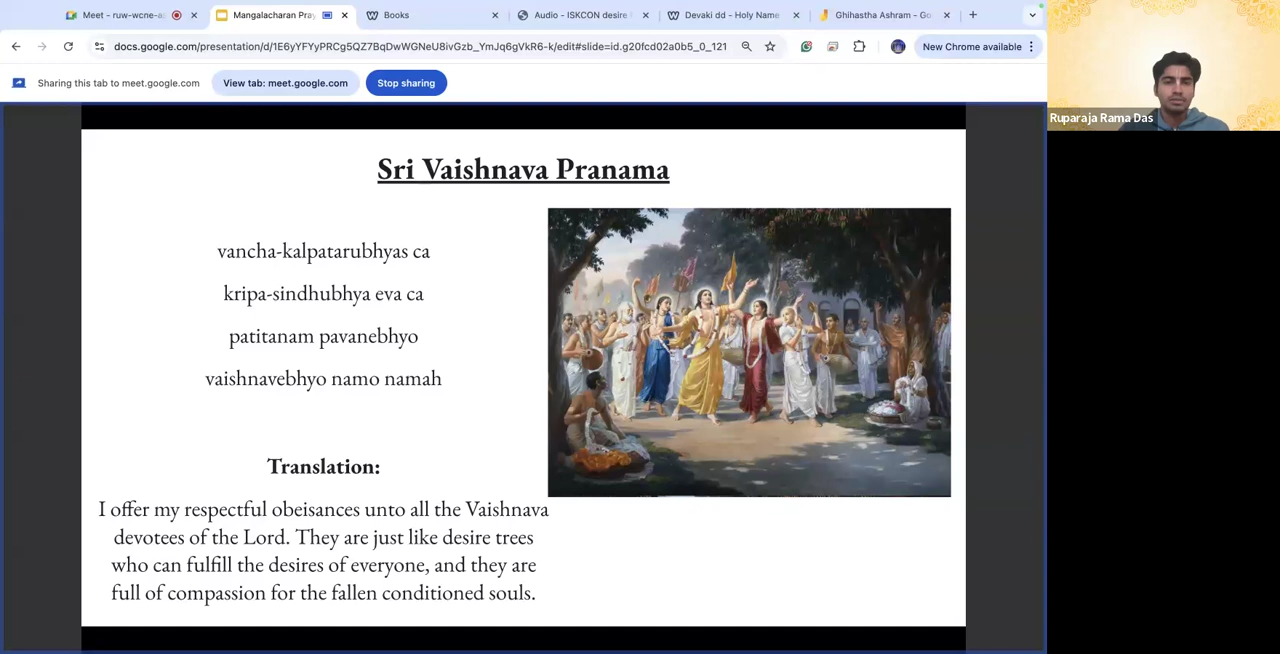 Meet - ruw-wcne-a
Mangalacharan Pray
Books
Audio - ISKCON desire
Devaki dd - Holy Name
Ghihastha Ashram - Go
docs.google.com/presentation/d/1E6yYFYyPRCg5QZ7BqDwWGNeU8ivGzb_YmJq6gVkR6-k/edit#slide=id.g20fcd02a0b5_0_121
New Chrome available
Sharing this tab to meet.google.com
View tab: meet.google.com
Stop sharing
Ruparaja Rama Das
Sri Vaishnava Pranama
vancha-kalpatarubhyas ca
kripa-sindhubhya eva ca
patitanam pavanebhyo
vaishnavebhyo namo namah
Translation:
I offer my respectful obeisances unto all the Vaishnava
devotees of the Lord. They are just like desire trees
who can fulfill the desires of everyone, and they are
full of compassion for the fallen conditioned souls.